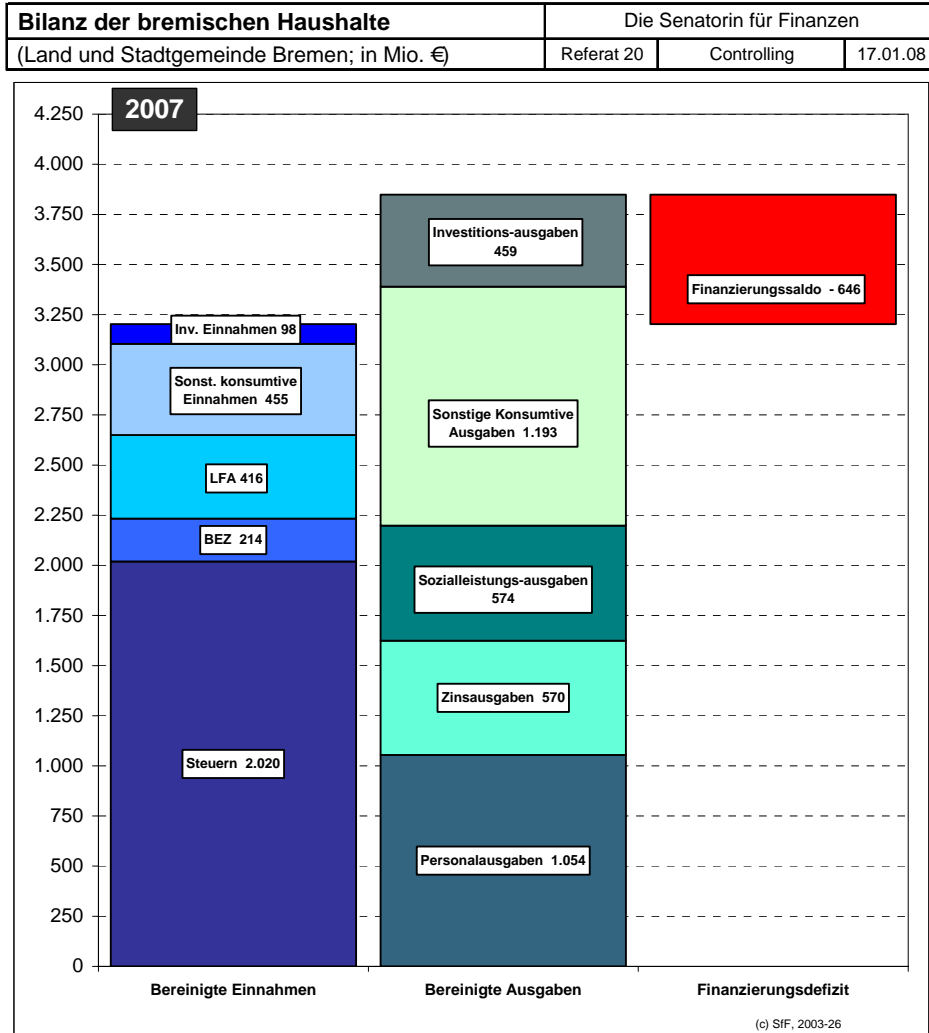 Bilanz der bremischen Haushalte
Die Senatorin für Finanzen
(Land und Stadtgemeinde Bremen; in Mio. €)
Referat 20
Controlling
17.01.08
2007
4.250
4.000
3.750
3.500
3.250
3.000
2.750
2.500
2.250
2.000
1.750
1.500
1.250
1.000
750
500
250
0
Inv. Einnahmen 98
Sonst. konsumtive
Einnahmen 455
LFA 416
BEZ 214
Steuern 2.020
Investitions-ausgaben
459
Sonstige Konsumtive
Ausgaben 1.193
Sozialleistungs-ausgaben
574
Zinsausgaben 570
Personalausgaben 1.054
Finanzierungssaldo - 646
Bereinigte Einnahmen
Bereinigte Ausgaben
Finanzierungsdefizit
(c) SfF, 2003-26